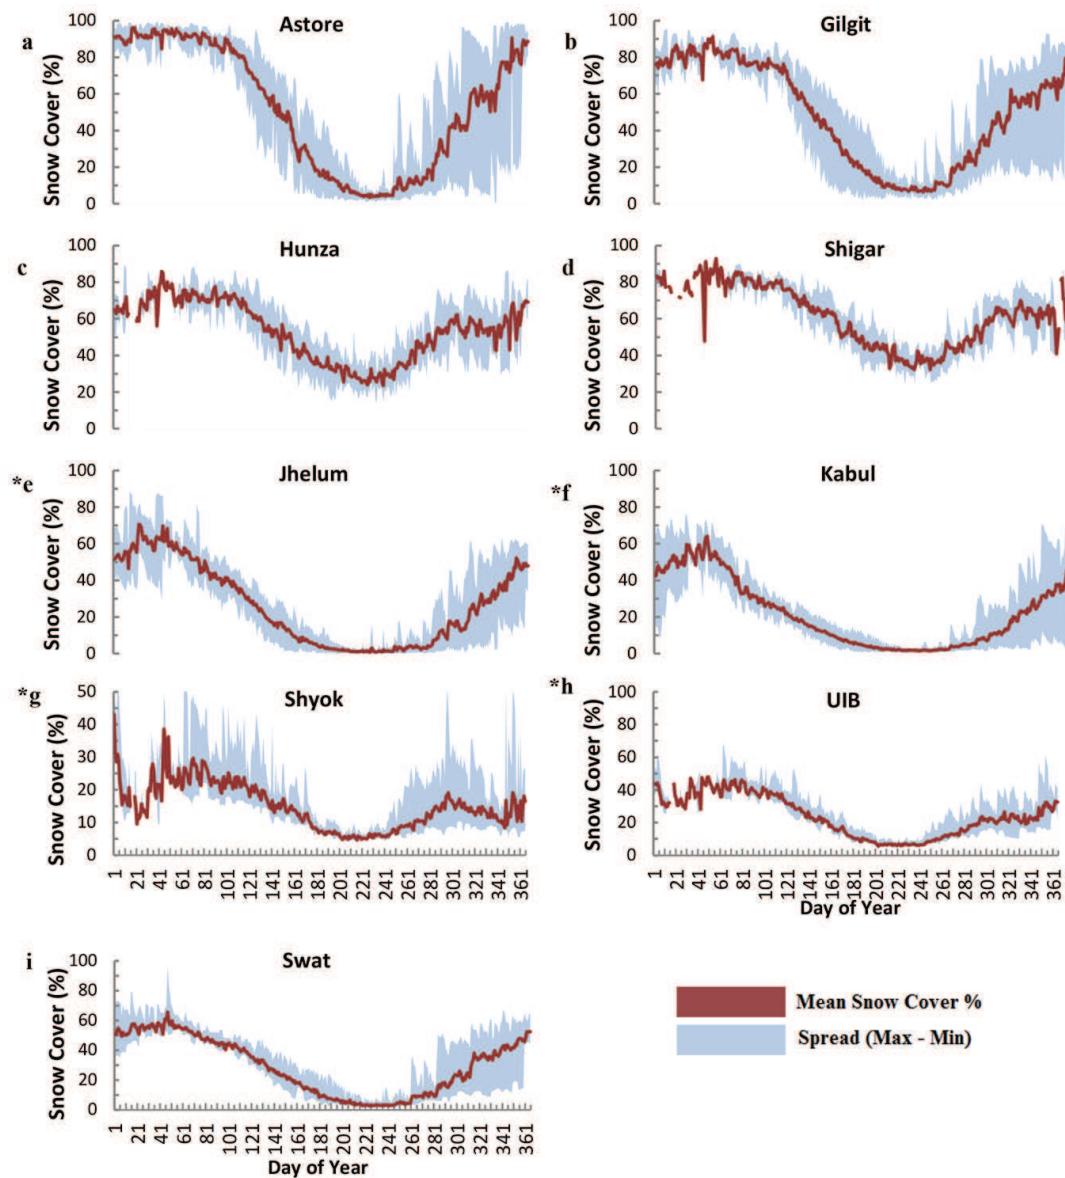 a
Astore
Snow Cover (%)
100
80
60
40
20
0
b
Gilgit
Snow Cover (%)
100
80
60
40
20
0
c
Hunza
Snow Cover (%)
100
80
60
40
20
0
d
Shigar
Snow Cover (%)
100
80
60
40
20
0
*e
Jhelum
Snow Cover (%)
100
80
60
40
20
0
*f
Kabul
Snow Cover (%)
100
80
60
40
20
0
*g
Shyok
Snow Cover (%)
50
40
30
20
10
0
1 21 41 61 81 101 121 141 161 181 201 221 241 261 281 301 321 341 361
*h
UIB
Snow Cover (%)
100
80
60
40
20
0
1 21 41 61 81 101 121 141 161 181 201 221 241 261 281 301 321 341 361
Day of Year
i
Swat
Snow Cover (%)
100
80
60
40
20
0
1 21 41 61 81 101 121 141 161 181 201 221 241 261 281 301 321 341 361
Day of Year
Mean Snow Cover %
Spread (Max - Min)